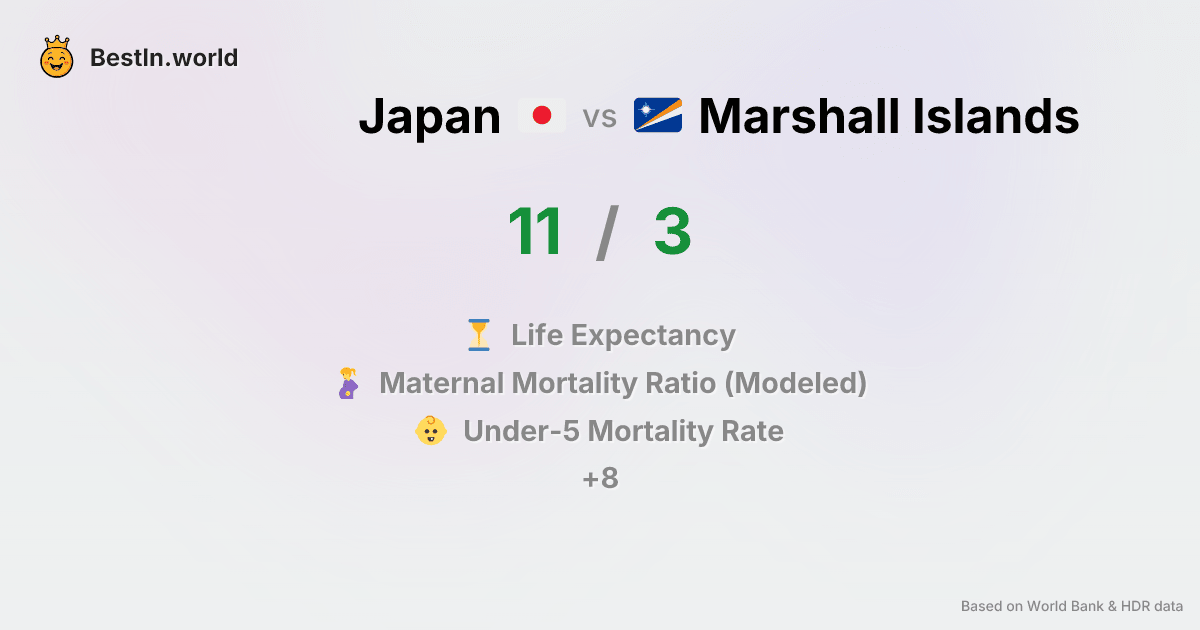 BestIn.world
Japan vs Marshall Islands
11 / 3
Life Expectancy
Maternal Mortality Ratio (Modeled)
Under-5 Mortality Rate
+8
Based on World Bank & HDR data